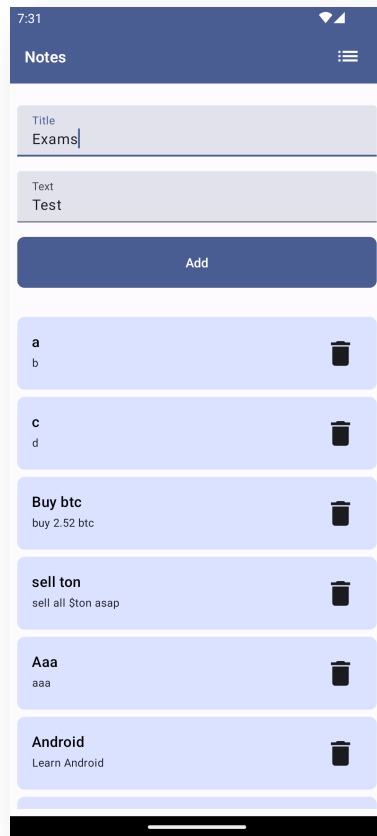 7:31
Notes
Title
Exams
Text
Test
Add
a
b
c
d
Buy btc
buy 2.52 btc
sell ton
sell all $ton asap
Aaa
aaa
Android
Learn Android